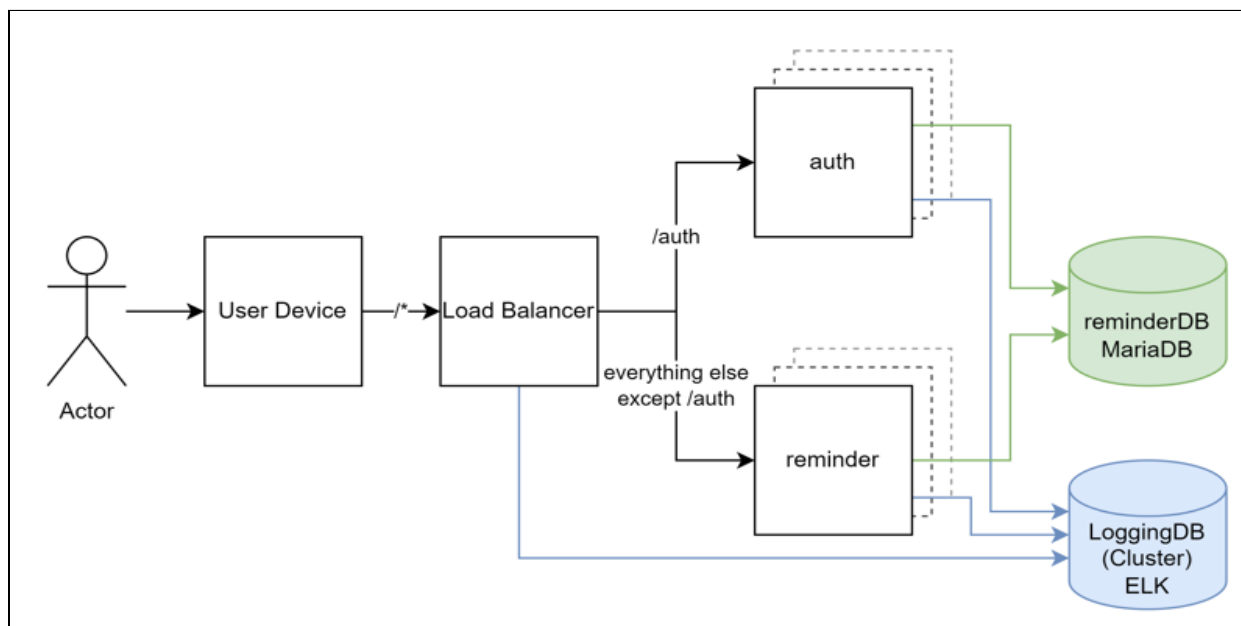 auth
/auth
User Device
/*
Load Balancer
reminderDB
MariaDB
everything else
except /auth
Actor
reminder
LoggingDB
(Cluster)
ELK